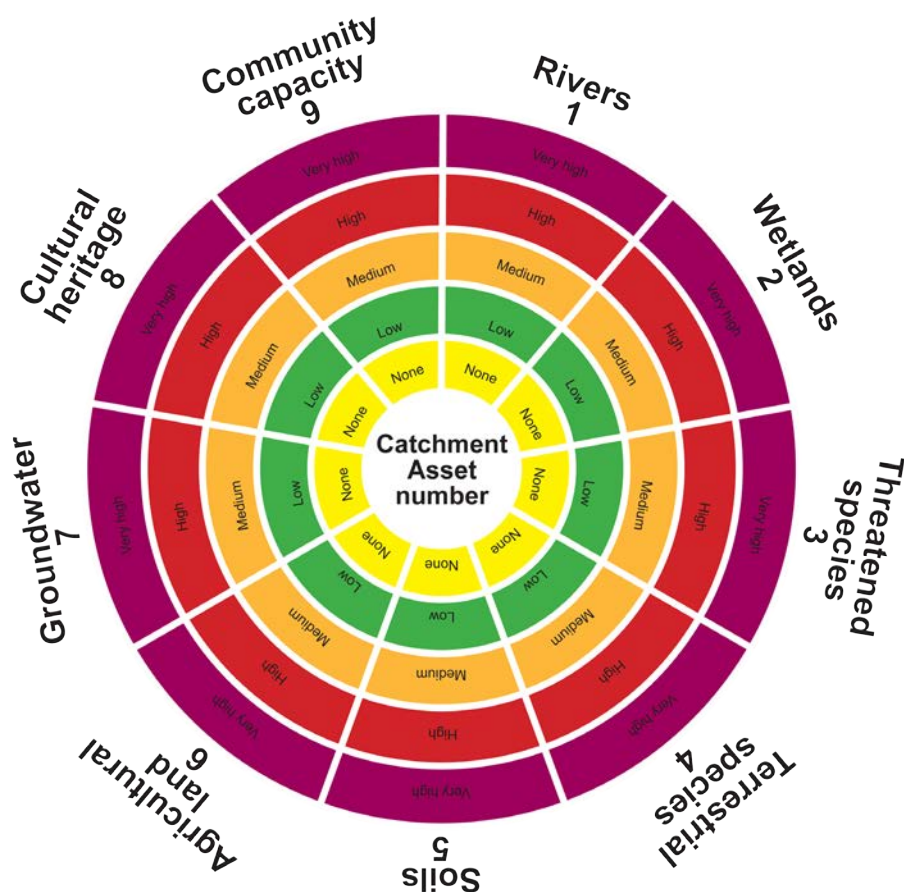 Community
capacity
9
Rivers
1
Wetlands
2
Threatened
species
3
Terrestrial
species
4
Soils
5
Agricultural
land
6
Groundwater
7
Cultural
heritage
8
Catchment
Asset
number
Very high
High
Medium
Low
None
Very high
High
Medium
Low
None
Very high
High
Medium
Low
None
Very high
High
Medium
Low
None
Very high
High
Medium
Low
None
Very high
High
Medium
Low
None
Very high
High
Medium
Low
None
Very high
High
Medium
Low
None
Very high
High
Medium
Low
None